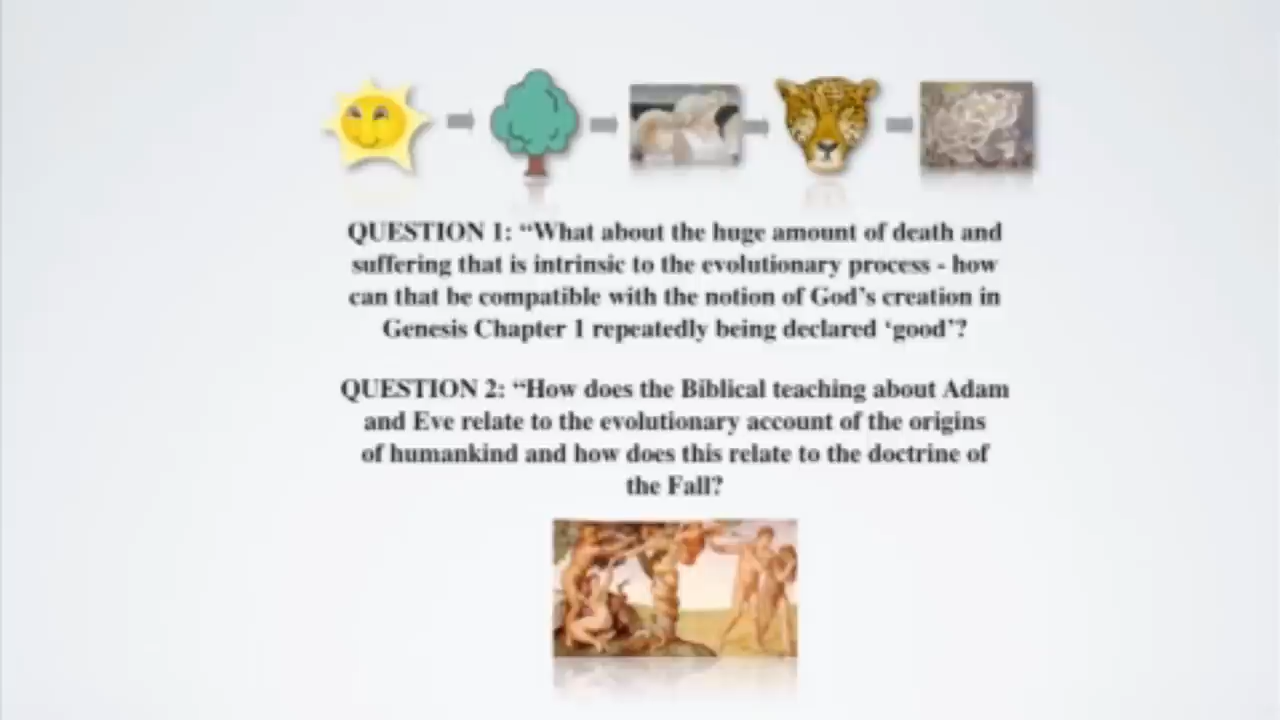 QUESTION 1: “What about the huge amount of death and
suffering that is intrinsic to the evolutionary process - how
can that be compatible with the notion of God’s creation in
Genesis Chapter 1 repeatedly being declared ‘good’?
QUESTION 2: “How does the Biblical teaching about Adam
and Eve relate to the evolutionary account of the origins
of humankind and how does this relate to the doctrine of
the Fall?